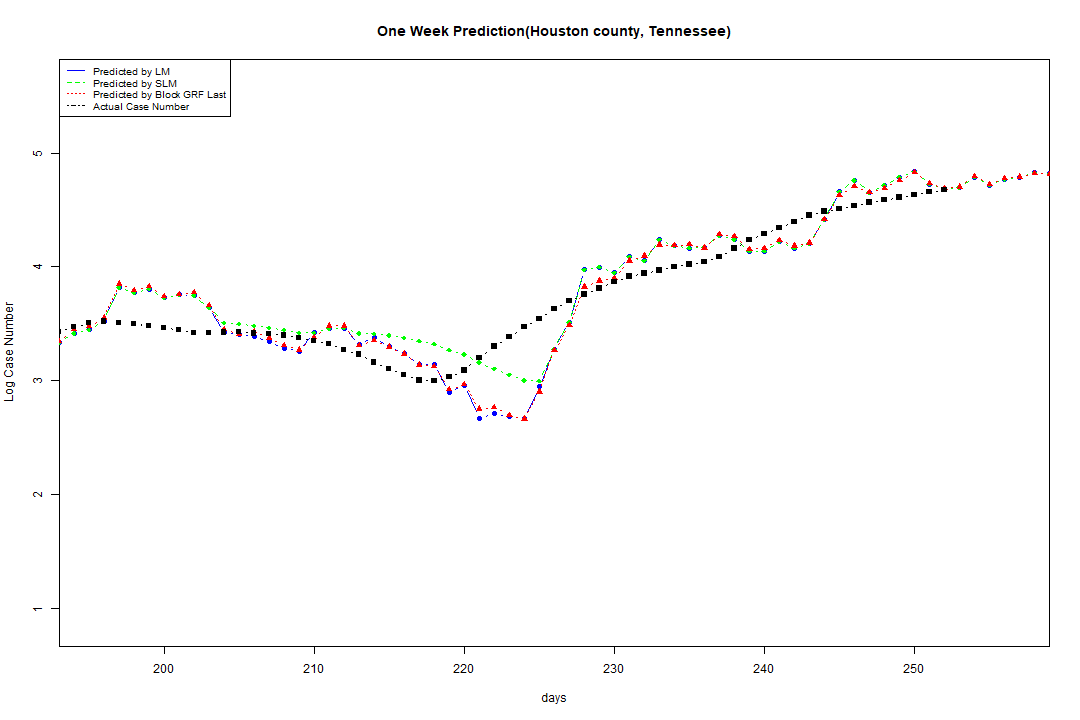 One Week Prediction(Houston county, Tennessee)
Predicted by LM
Predicted by SLM
Predicted by Block GRF Last
Actual Case Number
Log Case Number
5
4
3
2
1
200 210 220 230 240 250
days